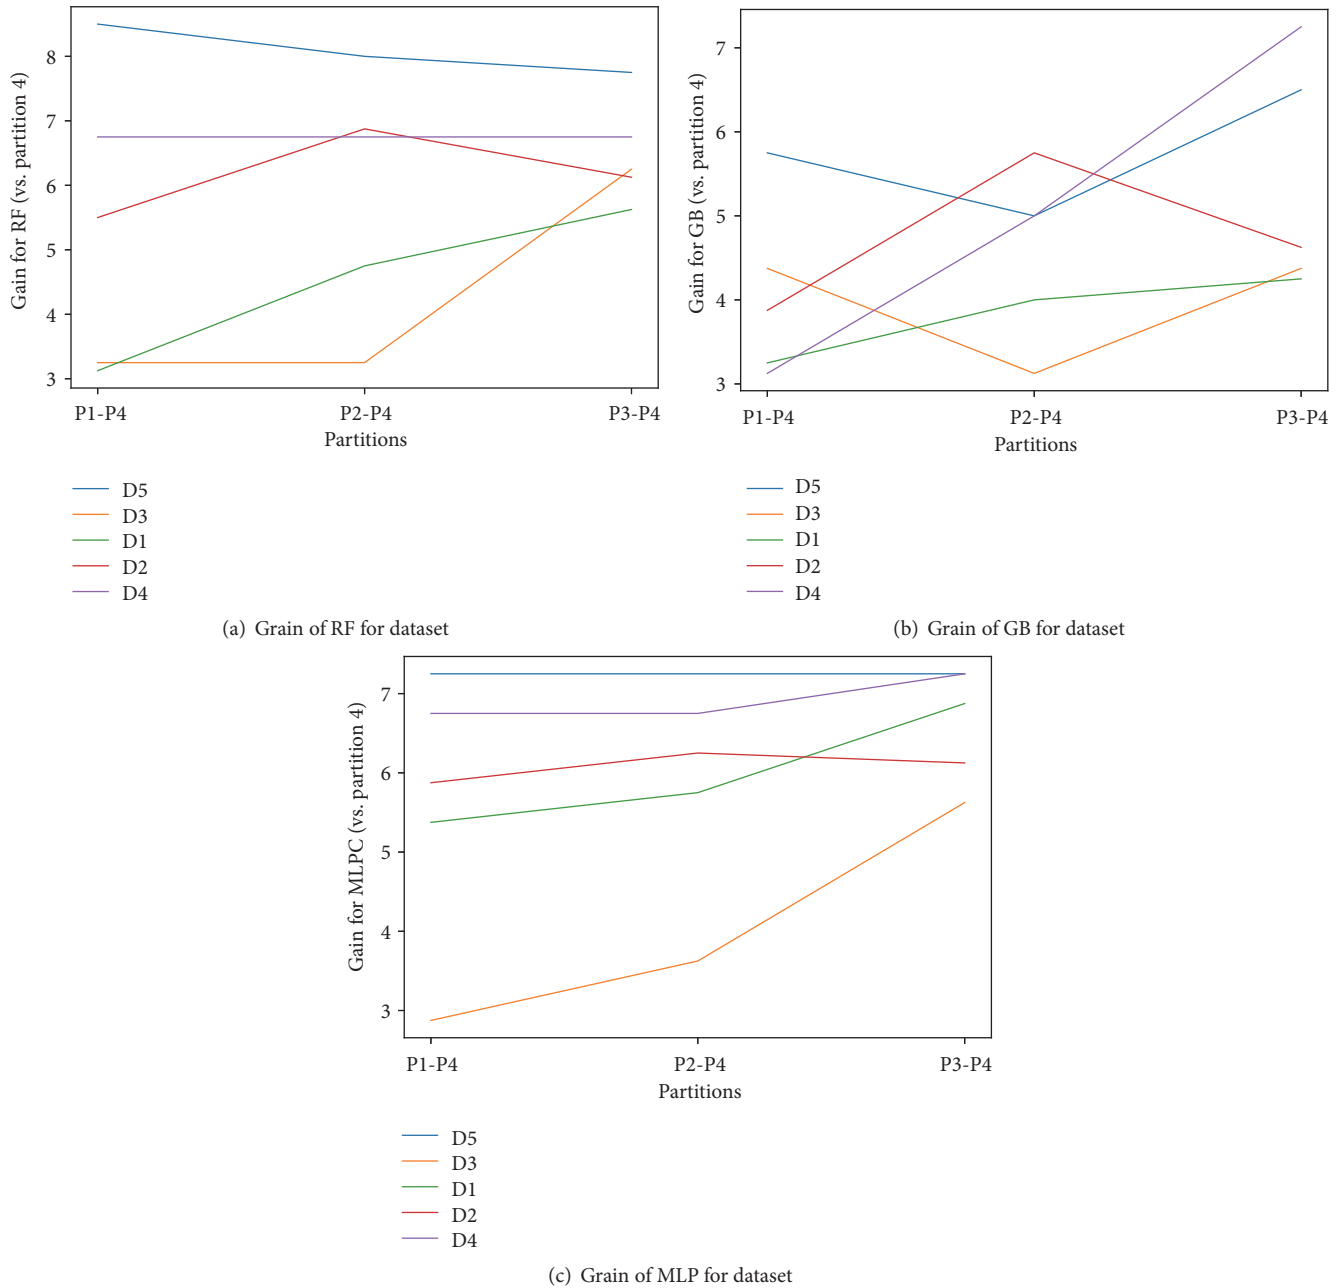 Gain for RF (vs. partition 4)
8
7
6
5
4
3
P1-P4
P2-P4
P3-P4
Partitions
D5
D3
D1
D2
D4
(a) Grain of RF for dataset
Gain for GB (vs. partition 4)
7
6
5
4
3
P1-P4
P2-P4
P3-P4
Partitions
D5
D3
D1
D2
D4
(b) Grain of GB for dataset
Gain for MLPC (vs. partition 4)
7
6
5
4
3
P1-P4
P2-P4
P3-P4
Partitions
D5
D3
D1
D2
D4
(c) Grain of MLP for dataset